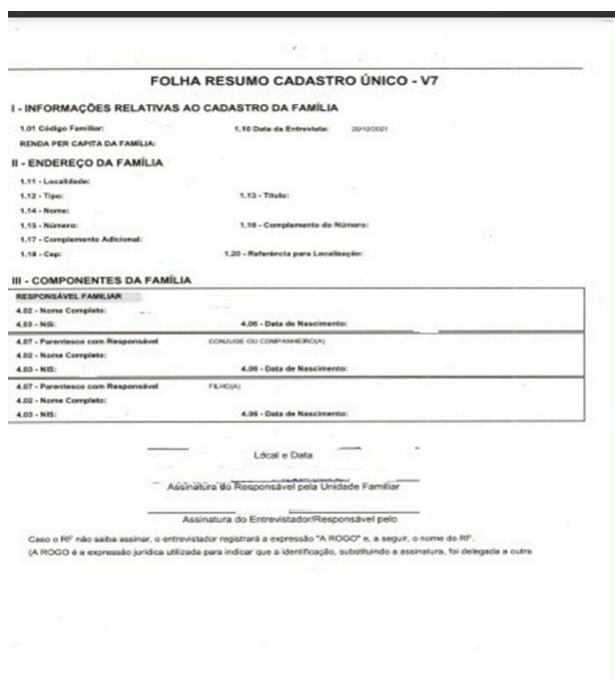 FOLHA RESUMO CADASTRO ÚNICO - V7
I - INFORMAÇÕES RELATIVAS AO CADASTRO DA FAMÍLIA
1.01 Código Familiar: 1.10 Data da Entrevista: 20/10/2021
RENDA PER CAPITA DA FAMÍLIA:
II - ENDEREÇO DA FAMÍLIA
1.11 - Localidade:
1.12 - Tipo: 1.13 - Título:
1.14 - Nome:
1.15 - Número: 1.16 - Complemento do Número:
1.17 - Complemento Adicional:
1.18 - Cep: 1.20 - Referência para Localização:
III - COMPONENTES DA FAMÍLIA
RESPONSÁVEL FAMILIAR
4.02 - Nome Completo:
4.03 - NIS: 4.06 - Data de Nascimento:
4.07 - Parentesco com Responsável CONJUGE OU COMPANHEIRO(A)
4.02 - Nome Completo:
4.03 - NIS: 4.06 - Data de Nascimento:
4.07 - Parentesco com Responsável FILHO(A)
4.02 - Nome Completo:
4.03 - NIS: 4.06 - Data de Nascimento:
Local e Data
Assinatura do Responsável pela Unidade Familiar
Assinatura do Entrevistador/Responsável pelo
Caso o RF não saiba assinar, o entrevistador registrará a expressão "A ROGO" e, a seguir, o nome do RF.
(A ROGO é a expressão jurídica utilizada para indicar que a identificação, substituindo a assinatura, foi delegada a outra